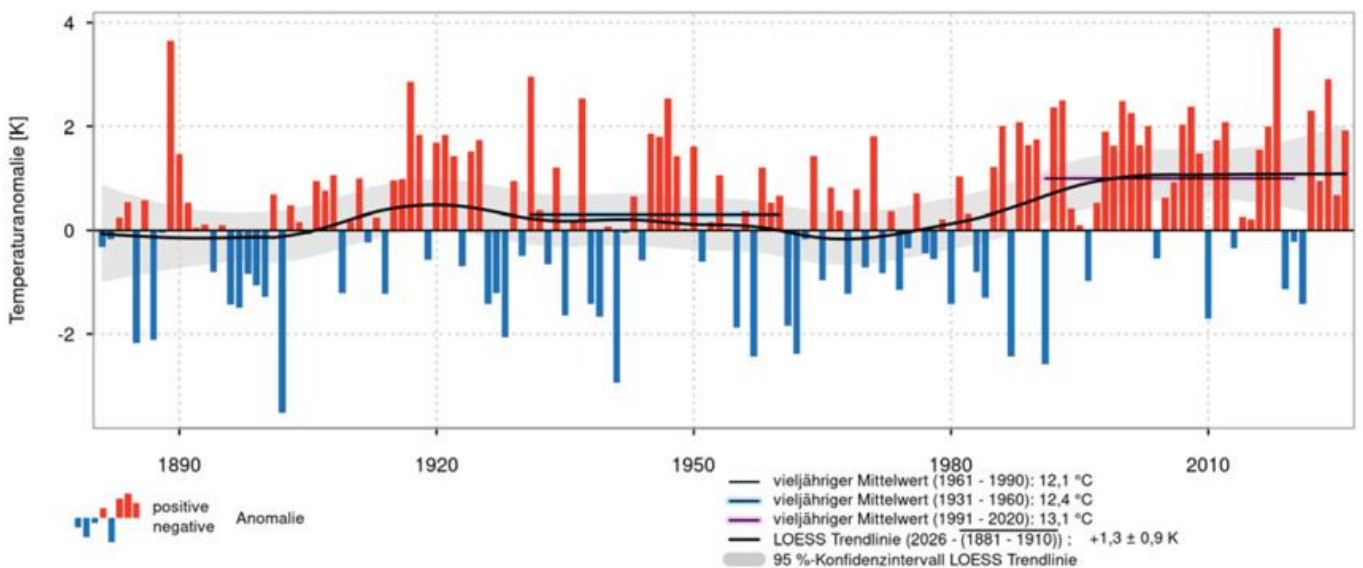 Temperaturanomalie [K]
4
2
0
-2
1890 1920 1950 1980 2010
positive
negative
Anomalie
vieljähriger Mittelwert (1961 - 1990): 12,1 °C
vieljähriger Mittelwert (1931 - 1960): 12,4 °C
vieljähriger Mittelwert (1991 - 2020): 13,1 °C
LOESS Trendlinie (2026 - (1881 - 1910)) : +1,3 ± 0,9 K
95 %-Konfidenzintervall LOESS Trendlinie